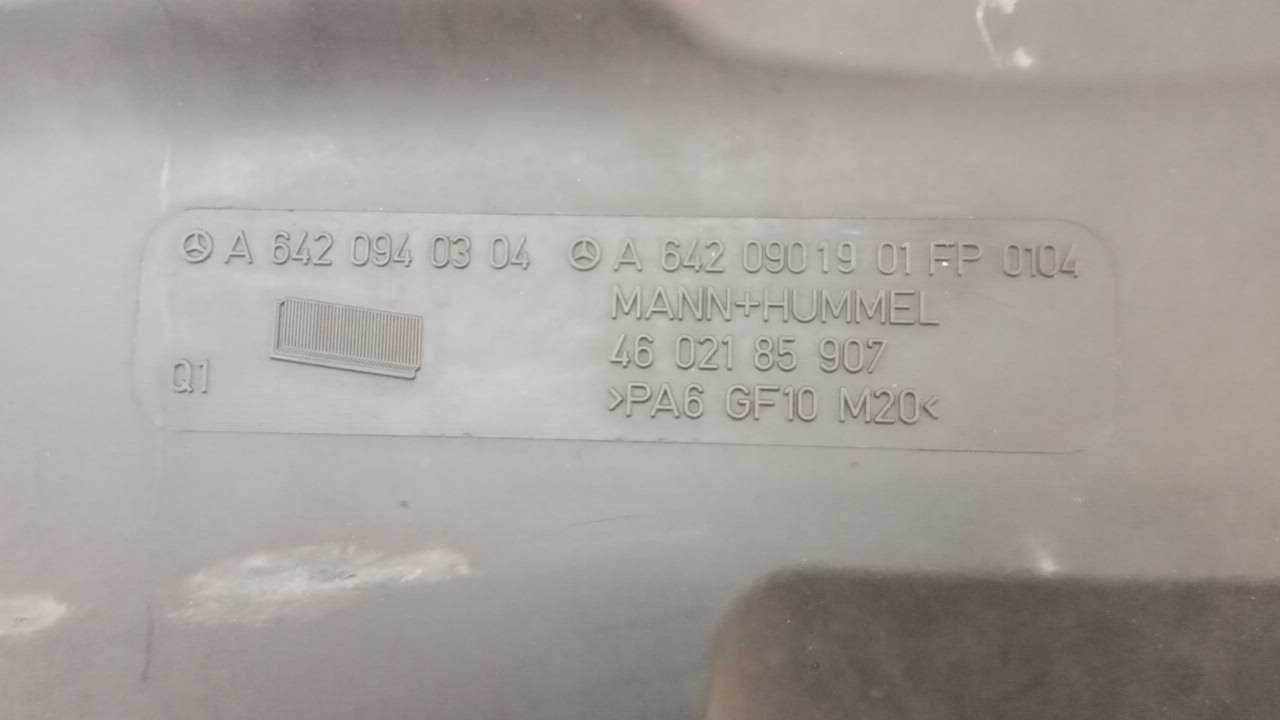 A 642 094 03 04 A 642 090 19 01 FP 0104
MANN+HUMMEL
46 021 85 907
Q1
>PA6 GF10 M20<